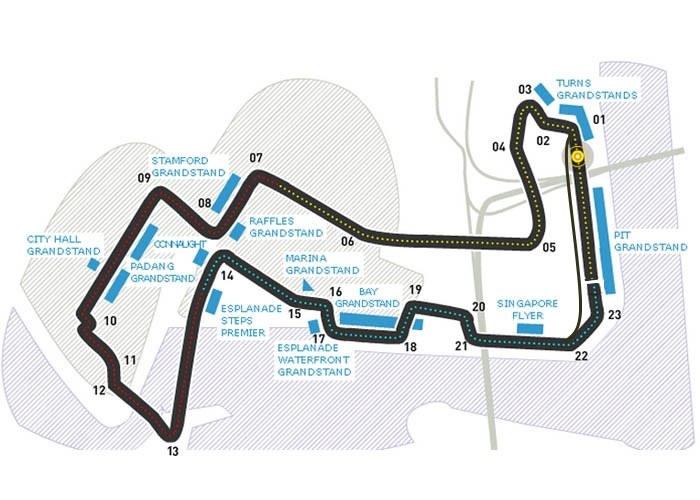 03
TURNS
GRANDSTANDS
01
02
04
07
STAMFORD
GRANDSTAND
09
08
RAFFLES
GRANDSTAND
06
05
PIT
GRANDSTAND
CITY HALL
GRANDSTAND
CONNAUGHT
PADANG
GRANDSTAND
14
MARINA
GRANDSTAND
16
BAY
GRANDSTAND
19
20
SINGAPORE
FLYER
23
10
ESPLANADE
STEPS
PREMIER
15
17
18
21
22
ESPLANADE
WATERFRONT
GRANDSTAND
11
12
13